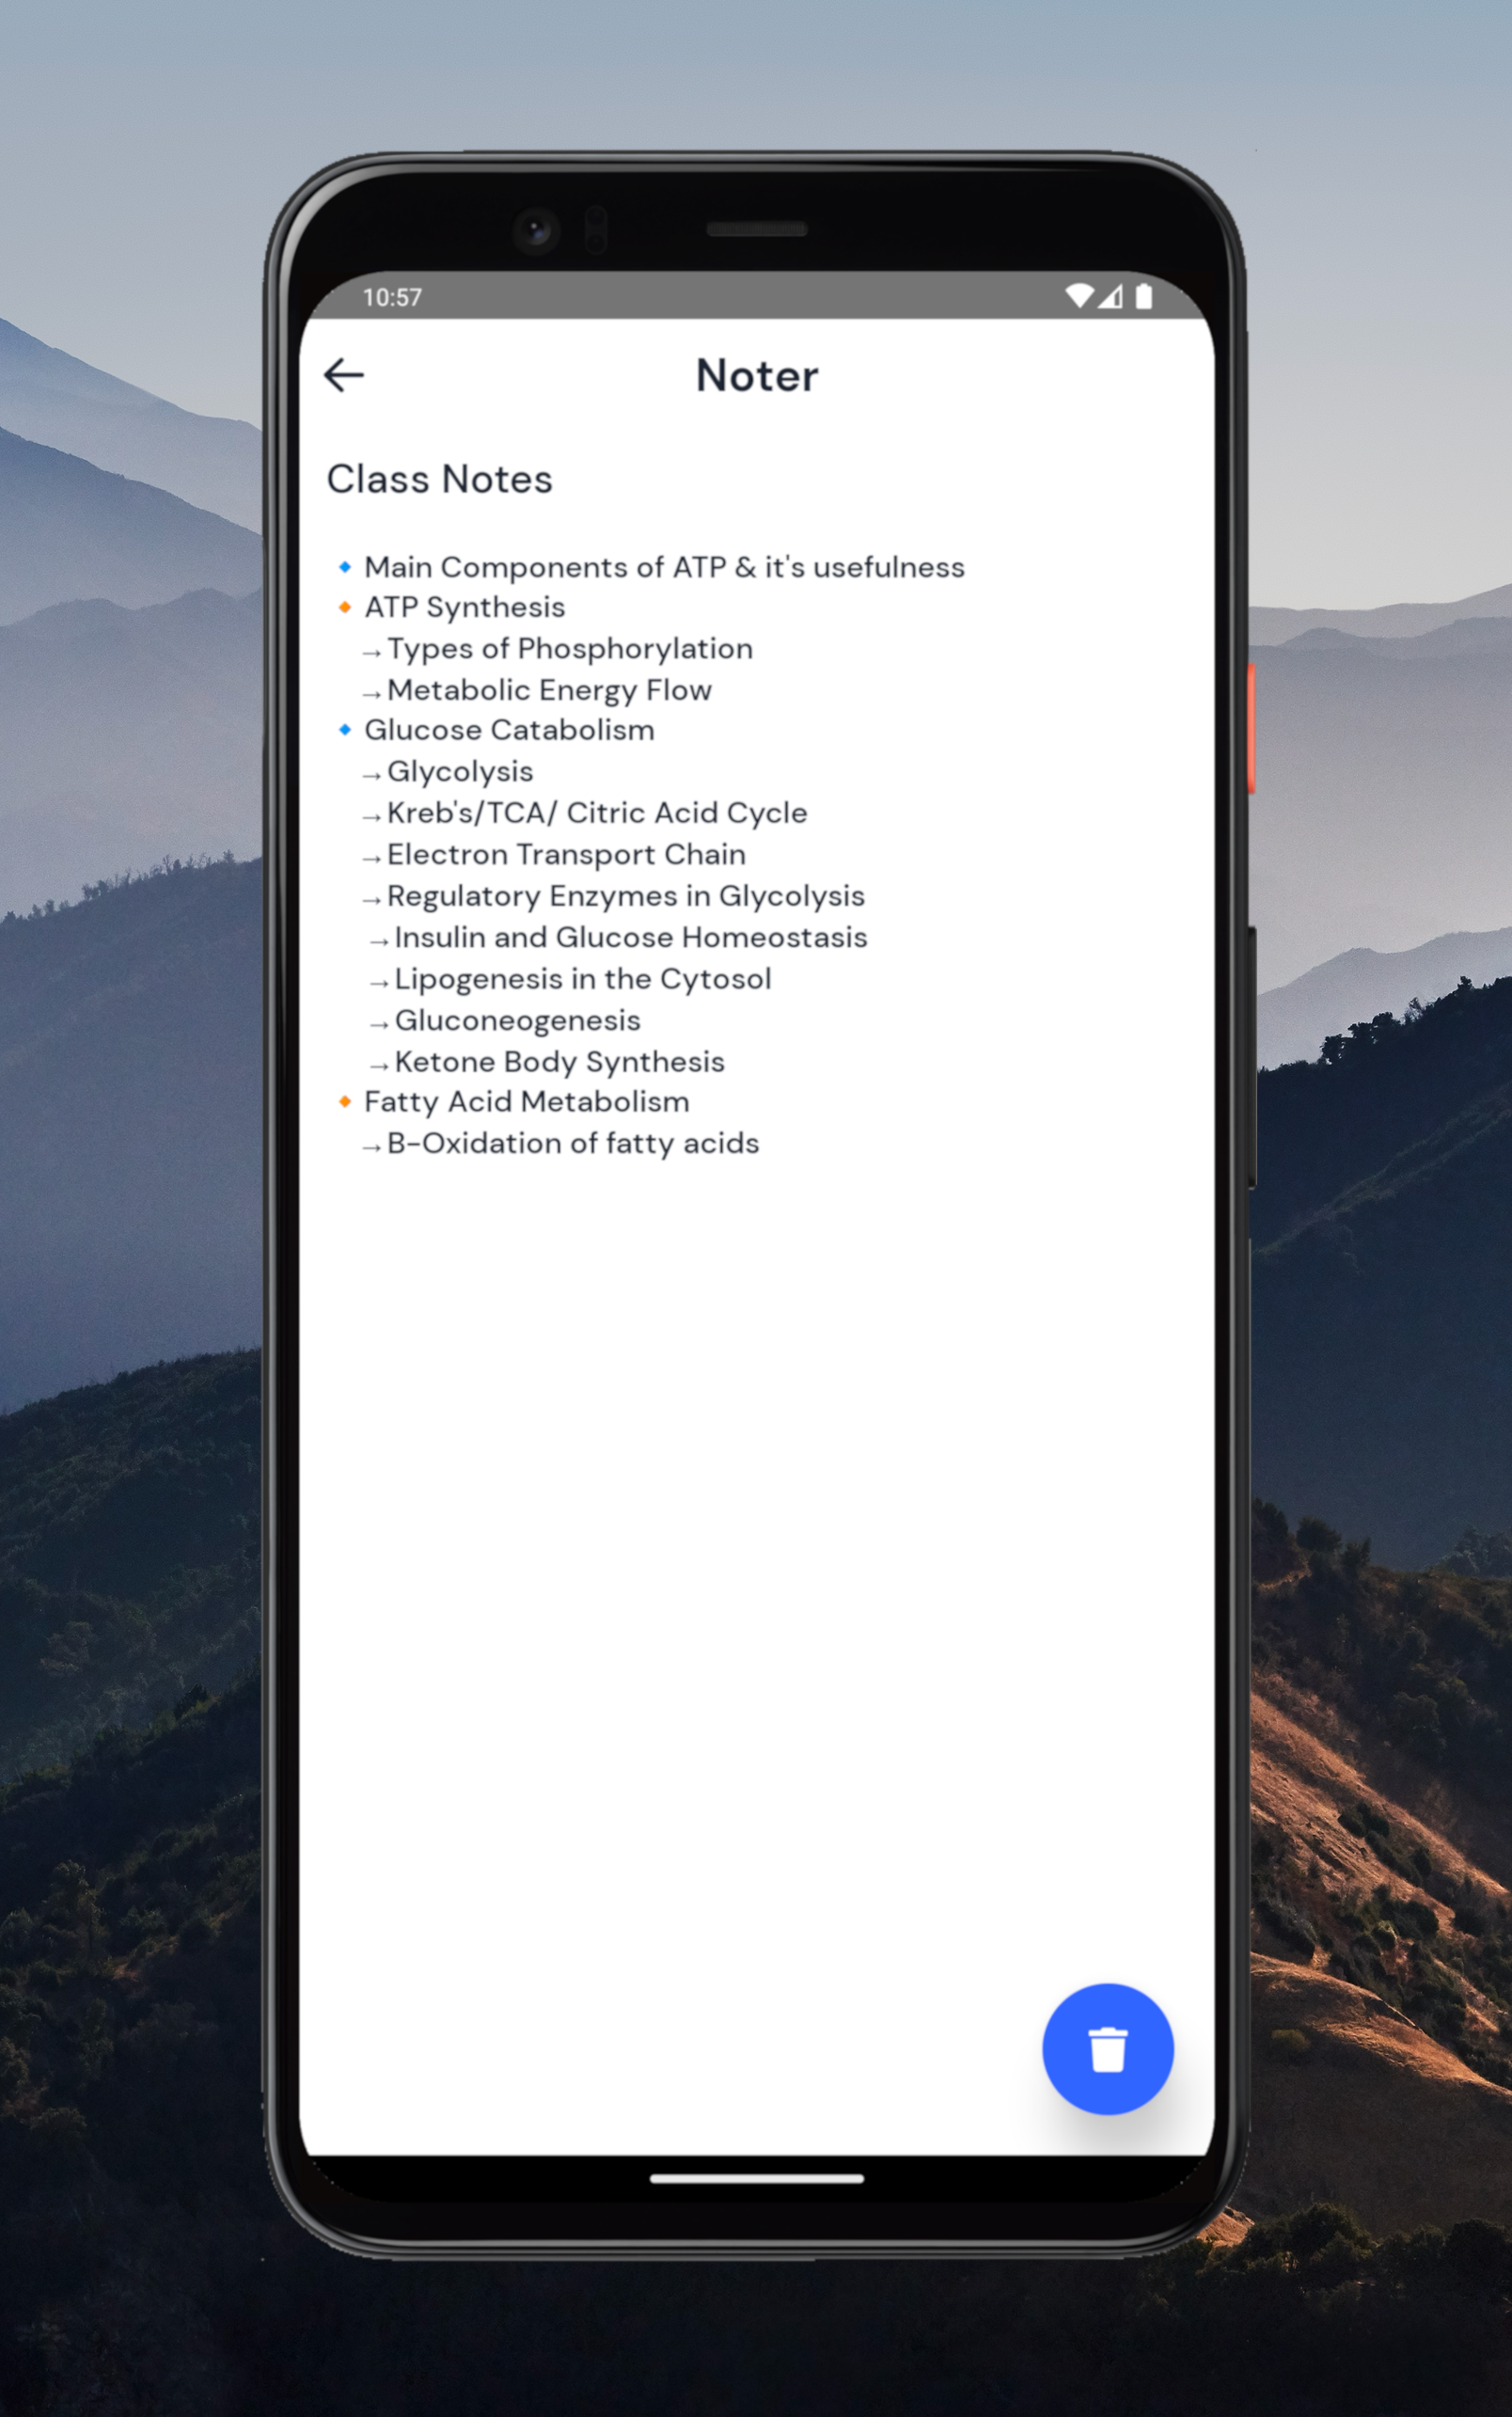 10:57
Noter
Class Notes
🔹 Main Components of ATP & it's usefulness
🔸 ATP Synthesis
→Types of Phosphorylation
→Metabolic Energy Flow
🔹 Glucose Catabolism
→Glycolysis
→Kreb's/TCA/ Citric Acid Cycle
→Electron Transport Chain
→Regulatory Enzymes in Glycolysis
→Insulin and Glucose Homeostasis
→Lipogenesis in the Cytosol
→Gluconeogenesis
→Ketone Body Synthesis
🔸 Fatty Acid Metabolism
→B-Oxidation of fatty acids